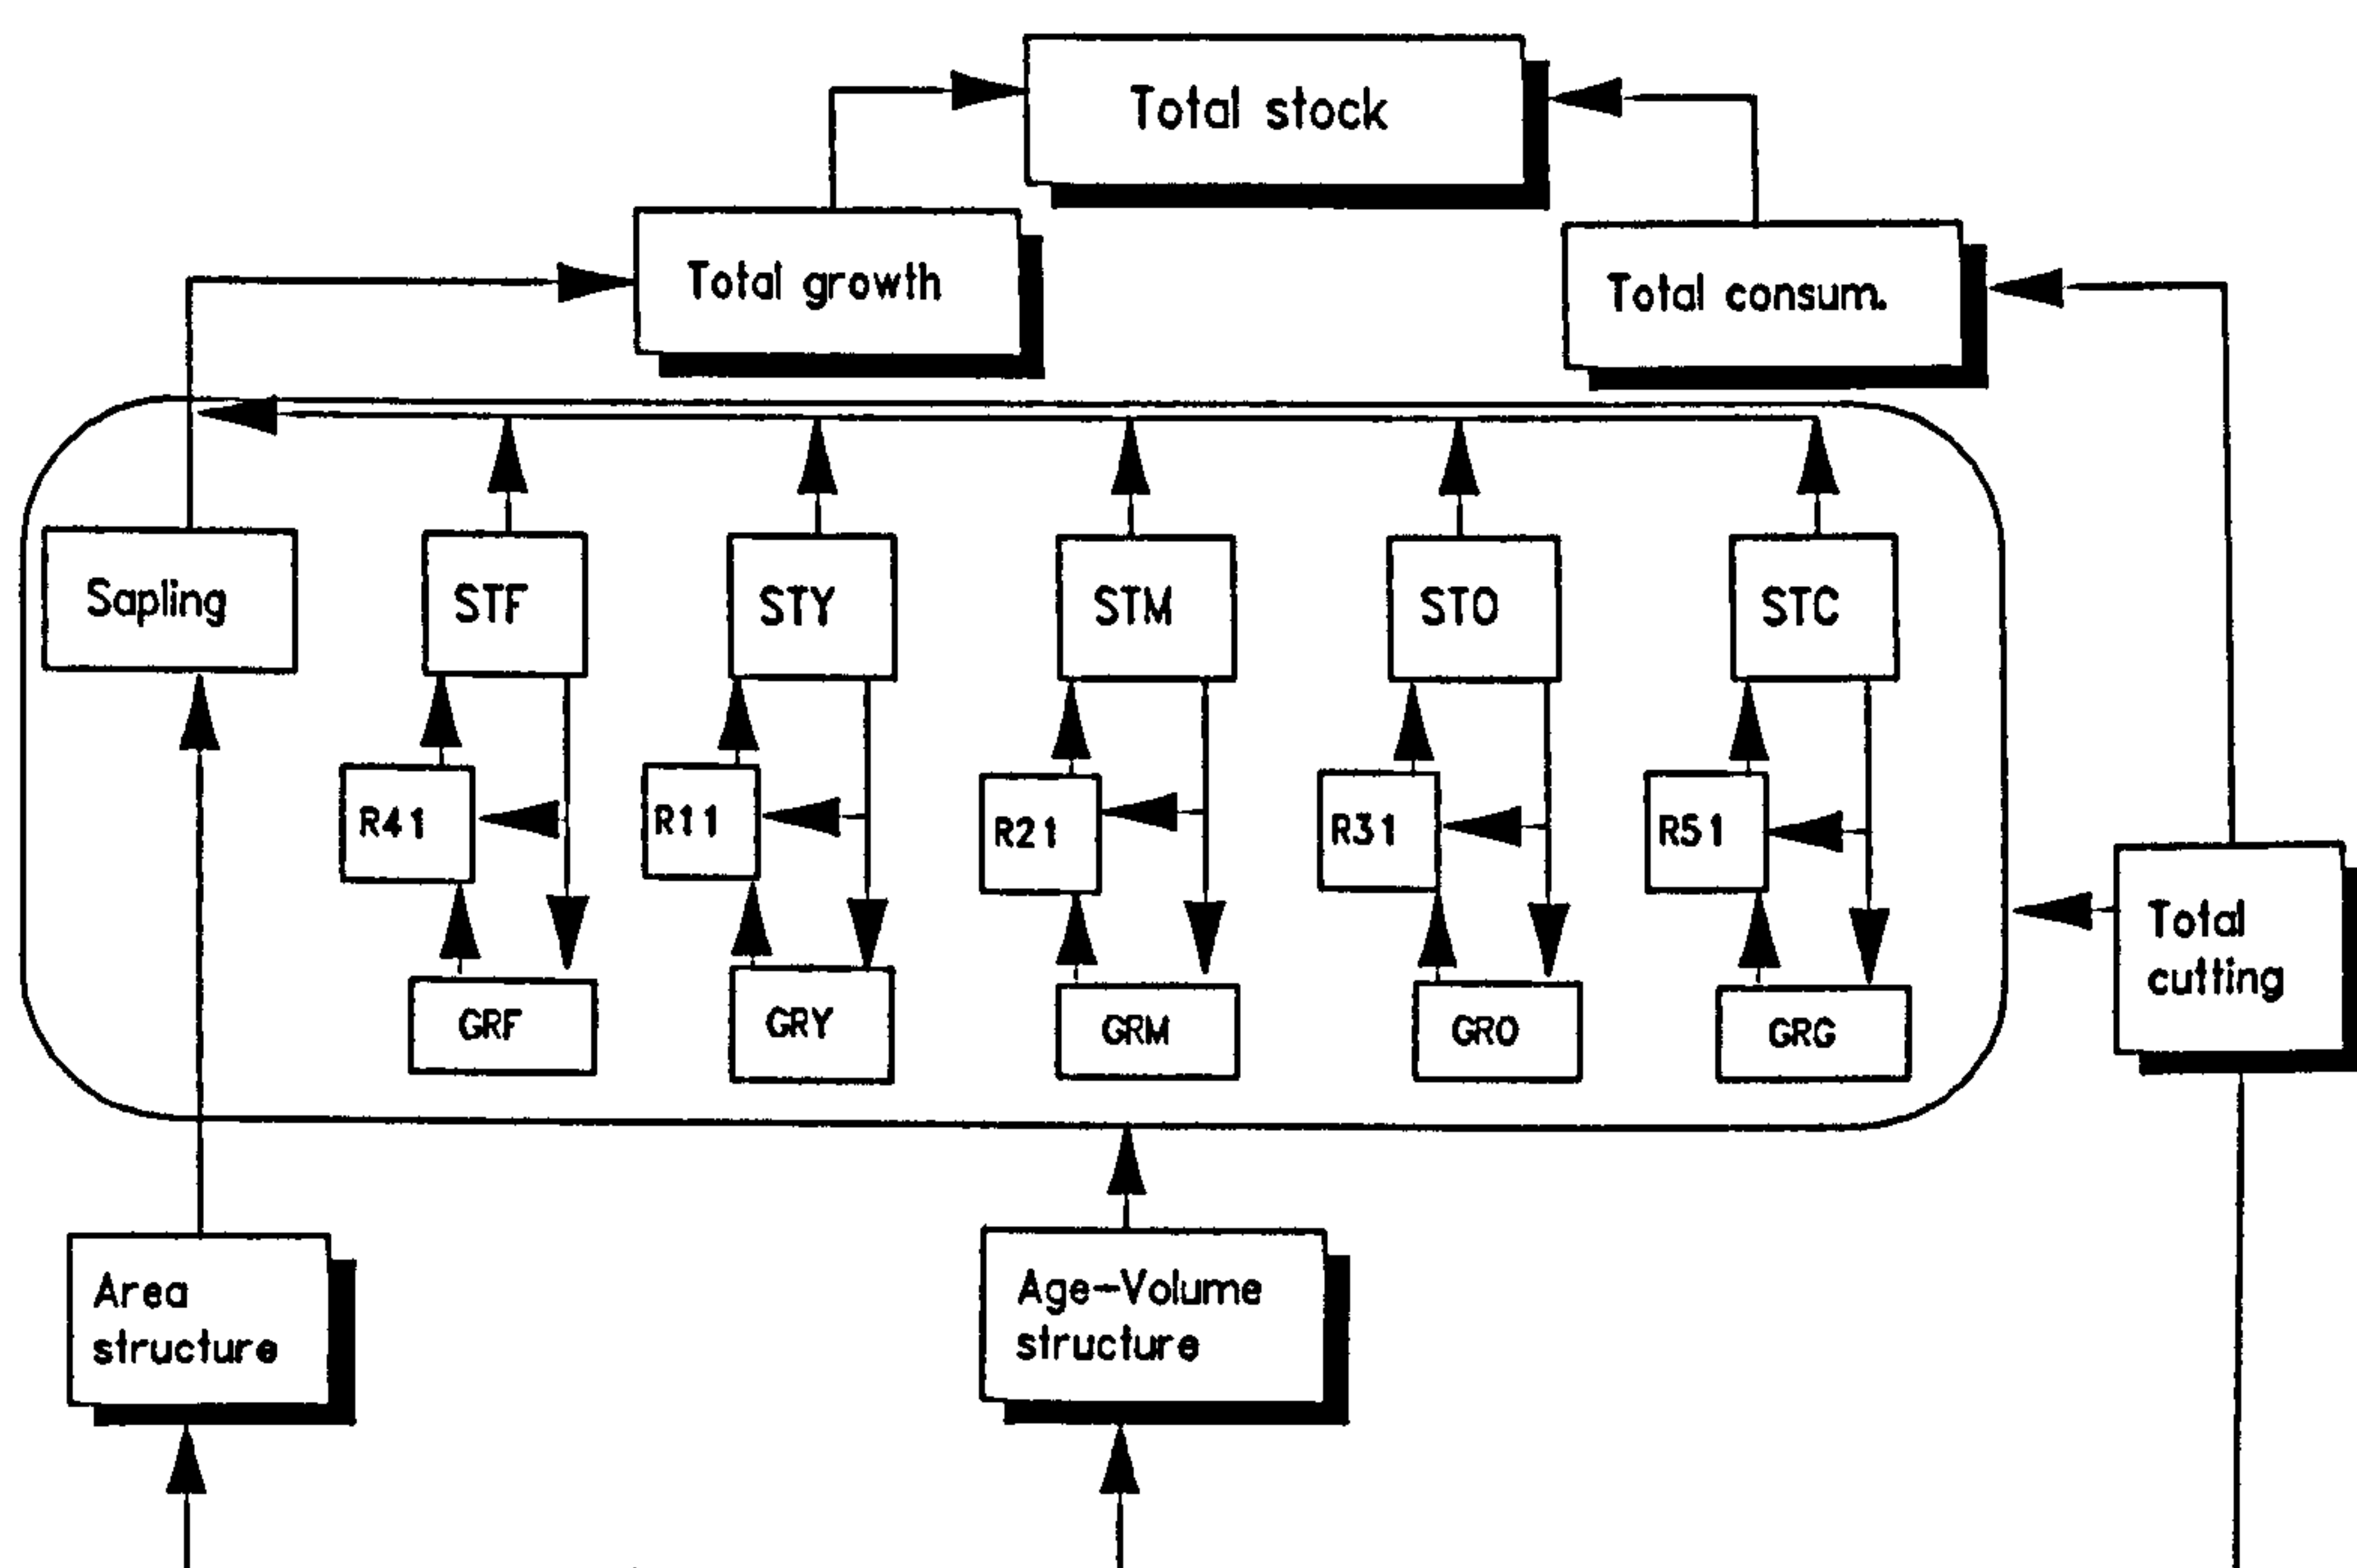 Total stock
Total growth
Total consum.
Sapling
STF
STY
STM
STO
STC
R41
R11
R21
R31
R51
GRF
GRY
GRM
GRO
GRG
Total
cutting
Area
structure
Age-Volume
structure